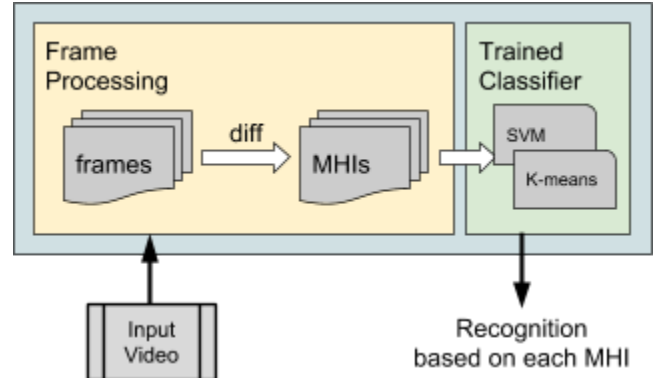 Frame
Processing
Trained
Classifier
frames
diff
MHIs
SVM
K-means
Input
Video
Recognition
based on each MHI